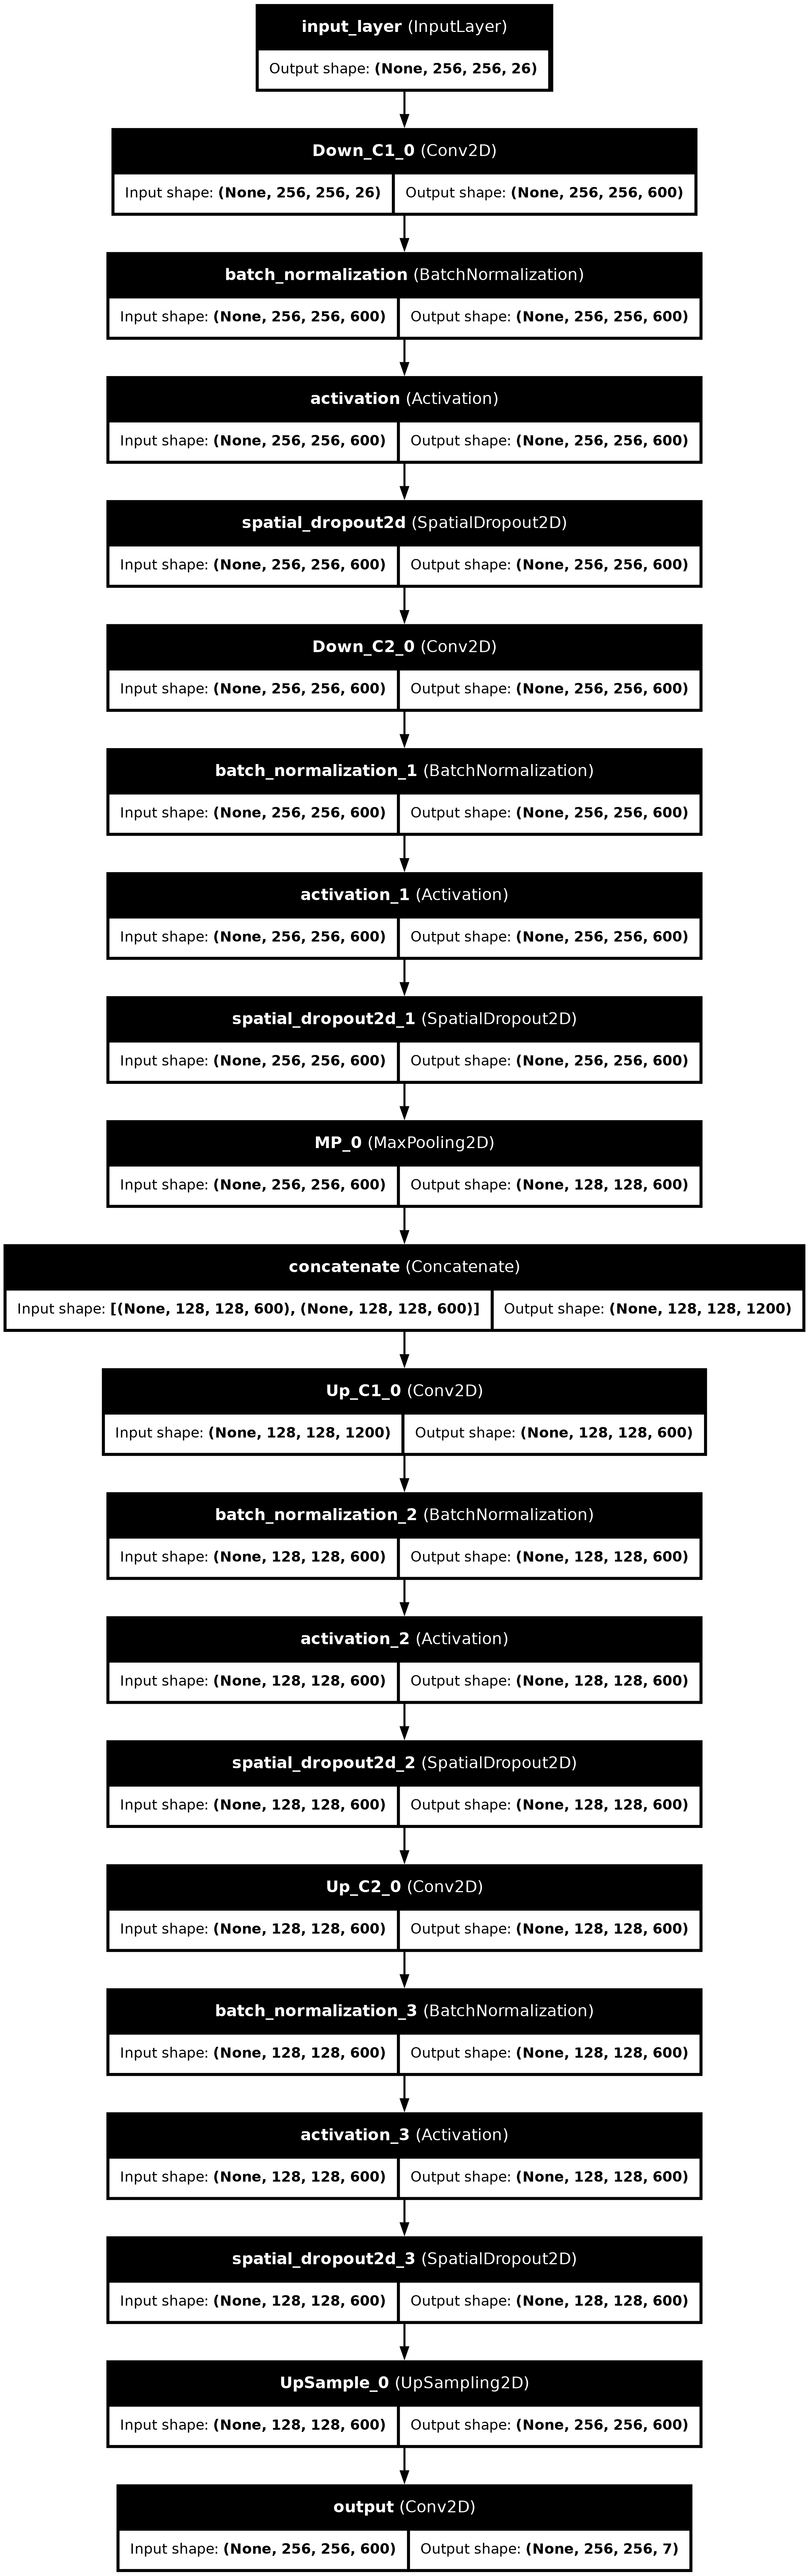 input_layer (InputLayer)
Output shape: (None, 256, 256, 26)
Down_C1_0 (Conv2D)
Input shape: (None, 256, 256, 26) Output shape: (None, 256, 256, 600)
batch_normalization (BatchNormalization)
Input shape: (None, 256, 256, 600) Output shape: (None, 256, 256, 600)
activation (Activation)
Input shape: (None, 256, 256, 600) Output shape: (None, 256, 256, 600)
spatial_dropout2d (SpatialDropout2D)
Input shape: (None, 256, 256, 600) Output shape: (None, 256, 256, 600)
Down_C2_0 (Conv2D)
Input shape: (None, 256, 256, 600) Output shape: (None, 256, 256, 600)
batch_normalization_1 (BatchNormalization)
Input shape: (None, 256, 256, 600) Output shape: (None, 256, 256, 600)
activation_1 (Activation)
Input shape: (None, 256, 256, 600) Output shape: (None, 256, 256, 600)
spatial_dropout2d_1 (SpatialDropout2D)
Input shape: (None, 256, 256, 600) Output shape: (None, 256, 256, 600)
MP_0 (MaxPooling2D)
Input shape: (None, 256, 256, 600) Output shape: (None, 128, 128, 600)
concatenate (Concatenate)
Input shape: [(None, 128, 128, 600), (None, 128, 128, 600)] Output shape: (None, 128, 128, 1200)
Up_C1_0 (Conv2D)
Input shape: (None, 128, 128, 1200) Output shape: (None, 128, 128, 600)
batch_normalization_2 (BatchNormalization)
Input shape: (None, 128, 128, 600) Output shape: (None, 128, 128, 600)
activation_2 (Activation)
Input shape: (None, 128, 128, 600) Output shape: (None, 128, 128, 600)
spatial_dropout2d_2 (SpatialDropout2D)
Input shape: (None, 128, 128, 600) Output shape: (None, 128, 128, 600)
Up_C2_0 (Conv2D)
Input shape: (None, 128, 128, 600) Output shape: (None, 128, 128, 600)
batch_normalization_3 (BatchNormalization)
Input shape: (None, 128, 128, 600) Output shape: (None, 128, 128, 600)
activation_3 (Activation)
Input shape: (None, 128, 128, 600) Output shape: (None, 128, 128, 600)
spatial_dropout2d_3 (SpatialDropout2D)
Input shape: (None, 128, 128, 600) Output shape: (None, 128, 128, 600)
UpSample_0 (UpSampling2D)
Input shape: (None, 128, 128, 600) Output shape: (None, 256, 256, 600)
output (Conv2D)
Input shape: (None, 256, 256, 600) Output shape: (None, 256, 256, 7)